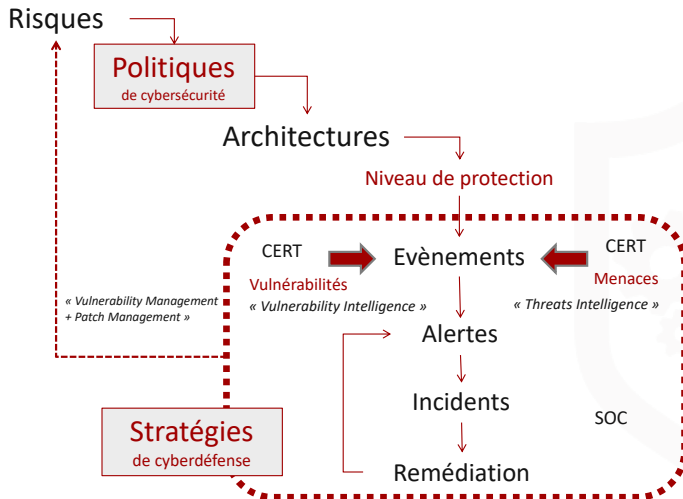 Risques
Politiques
de cybersécurité
Architectures
Niveau de protection
CERT
Evènements
CERT
Vulnérabilités
Menaces
« Vulnerability Management
+ Patch Management »
« Vulnerability Intelligence »
« Threats Intelligence »
Alertes
Incidents
SOC
Stratégies
de cyberdéfense
Remédiation